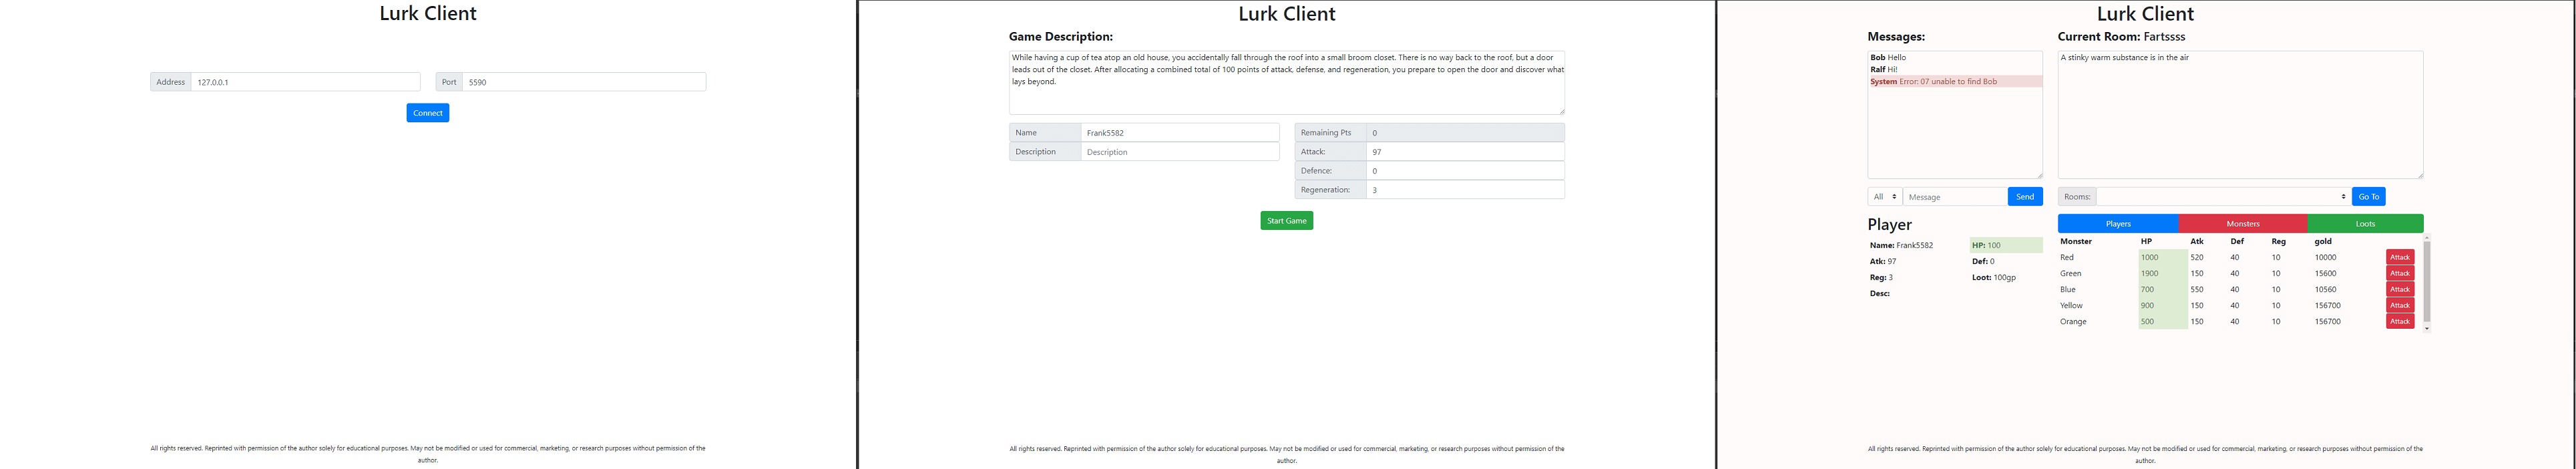 Lurk Client
Address 127.0.0.1 Port 5590
Connect
All rights reserved. Reprinted with permission of the author solely for educational purposes. May not be modified or used for commercial, marketing, or research purposes without permission of the
author.
Lurk Client
Game Description:
While having a cup of tea atop an old house, you accidentally fall through the roof into a small broom closet. There is no way back to the roof, but a door
leads out of the closet. After allocating a combined total of 100 points of attack, defense, and regeneration, you prepare to open the door and discover what
lays beyond.
Name Frank5582
Description Description
Remaining Pts 0
Attack: 97
Defence: 0
Regeneration: 3
Start Game
All rights reserved. Reprinted with permission of the author solely for educational purposes. May not be modified or used for commercial, marketing, or research purposes without permission of the
author.
Lurk Client
Messages:
Bob Hello
Ralf Hi!
System Error: 07 unable to find Bob
All Message Send
Player
Name: Frank5582 HP: 100
Atk: 97 Def: 0
Reg: 3 Loot: 100gp
Desc:
Current Room: Fartssss
A stinky warm substance is in the air
Rooms: Go To
Players Monsters Loots
Monster HP Atk Def Reg gold
Red 1000 520 40 10 10000 Attack
Green 1900 150 40 10 15600 Attack
Blue 700 550 40 10 10560 Attack
Yellow 900 150 40 10 156700 Attack
Orange 500 150 40 10 156700 Attack
All rights reserved. Reprinted with permission of the author solely for educational purposes. May not be modified or used for commercial, marketing, or research purposes without permission of the
author.